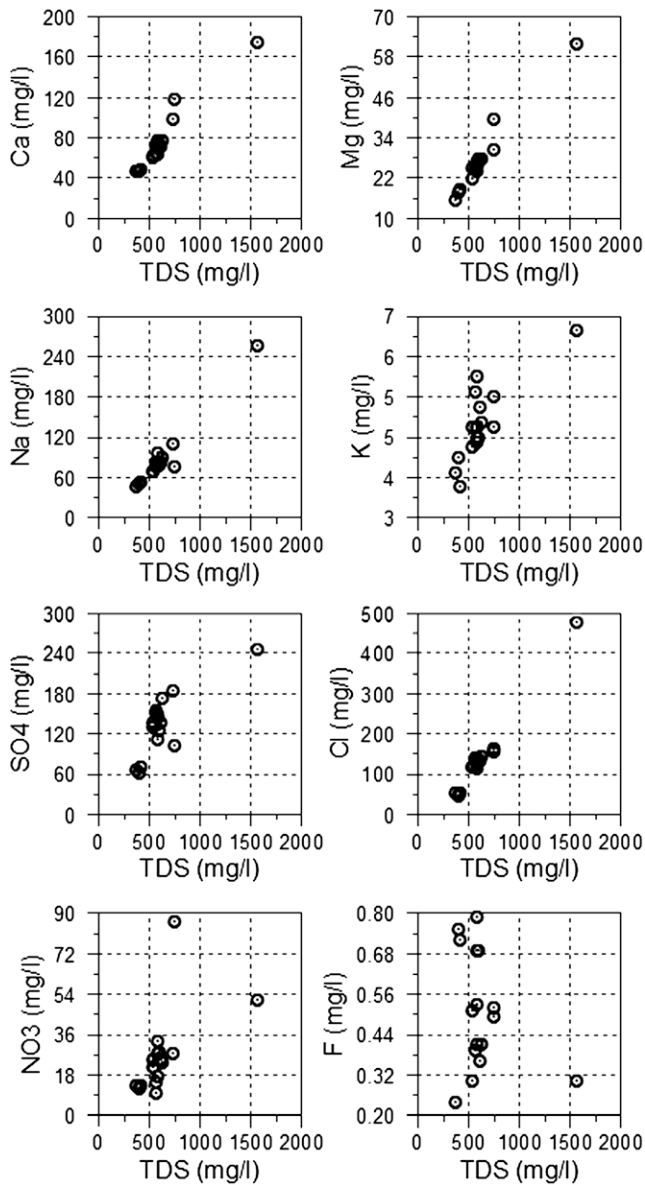 200
160
120
80
40
0
Ca (mg/l)
0 500 1000 1500 2000
TDS (mg/l)
70
58
46
34
22
10
Mg (mg/l)
0 500 1000 1500 2000
TDS (mg/l)
300
240
180
120
60
0
Na (mg/l)
0 500 1000 1500 2000
TDS (mg/l)
7
6
5
5
4
3
K (mg/l)
0 500 1000 1500 2000
TDS (mg/l)
300
240
180
120
60
0
SO4 (mg/l)
0 500 1000 1500 2000
TDS (mg/l)
500
400
300
200
100
0
Cl (mg/l)
0 500 1000 1500 2000
TDS (mg/l)
90
72
54
36
18
0
NO3 (mg/l)
0 500 1000 1500 2000
TDS (mg/l)
0.80
0.68
0.56
0.44
0.32
0.20
F (mg/l)
0 500 1000 1500 2000
TDS (mg/l)